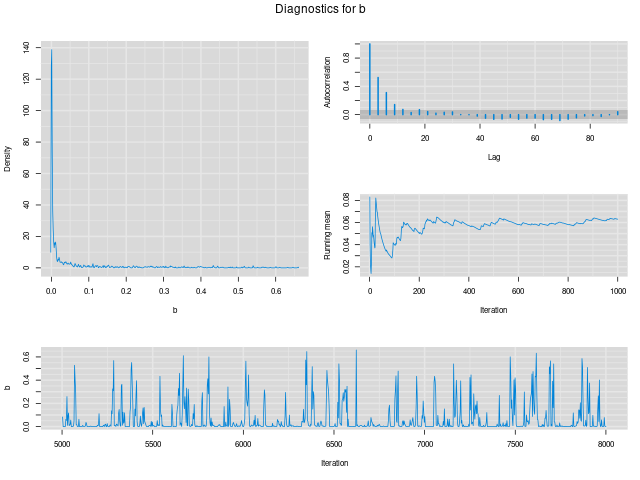 Diagnostics for b
Density
0 20 40 60 80 100 120 140
0.0 0.1 0.2 0.3 0.4 0.5 0.6
b
Autocorrelation
0.0 0.4 0.8
0 20 40 60 80
Lag
Running mean
0.02 0.04 0.06 0.08
0 200 400 600 800 1000
Iteration
b
0.0 0.2 0.4 0.6
5000 5500 6000 6500 7000 7500 8000
Iteration